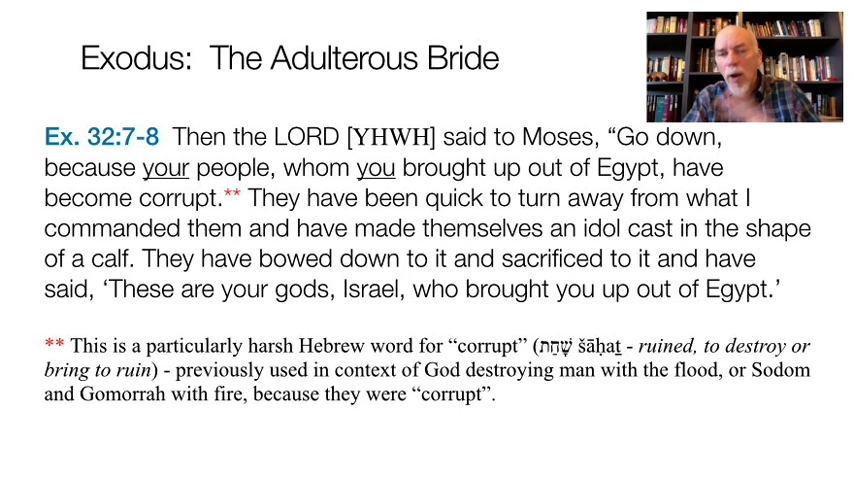 Exodus:  The Adulterous Bride
Ex. 32:7-8  Then the LORD [YHWH] said to Moses, “Go down,
because your people, whom you brought up out of Egypt, have
become corrupt.** They have been quick to turn away from what I
commanded them and have made themselves an idol cast in the shape
of a calf. They have bowed down to it and sacrificed to it and have
said, ‘These are your gods, Israel, who brought you up out of Egypt.’
** This is a particularly harsh Hebrew word for “corrupt” (שָׁחַת šāḥaṯ - ruined, to destroy or
bring to ruin) - previously used in context of God destroying man with the flood, or Sodom
and Gomorrah with fire, because they were “corrupt”.